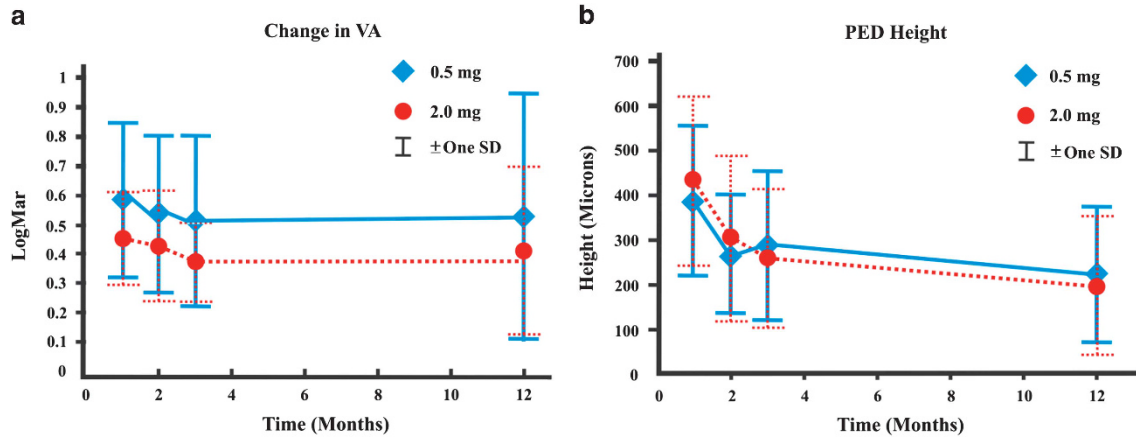 a
Change in VA
1
0.9
0.8
0.7
0.6
0.5
0.4
0.3
0.2
0.1
0
LogMar
0.5 mg
2.0 mg
±One SD
0 2 4 6 8 10 12
Time (Months)
b
PED Height
700
600
500
400
300
200
100
000
Height (Microns)
0.5 mg
2.0 mg
±One SD
0 2 4 6 8 10 12
Time (Months)